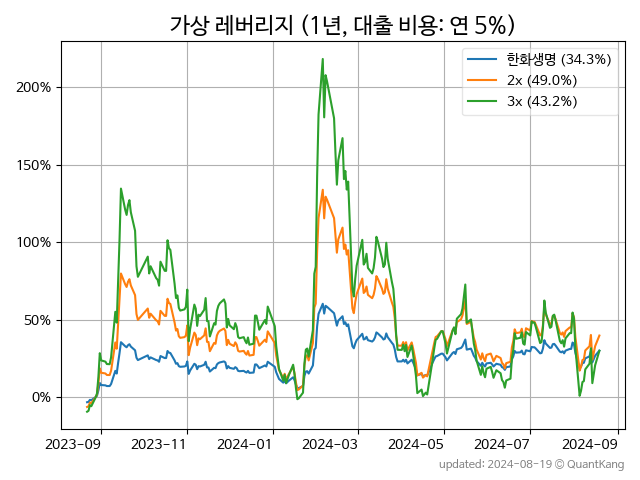 가상 레버리지 (1년, 대출 비용: 연 5%)
한화생명 (34.3%)
2x (49.0%)
3x (43.2%)
200%
150%
100%
50%
0%
2023-09 2023-11 2024-01 2024-03 2024-05 2024-07 2024-09
updated: 2024-08-19 © QuantKang